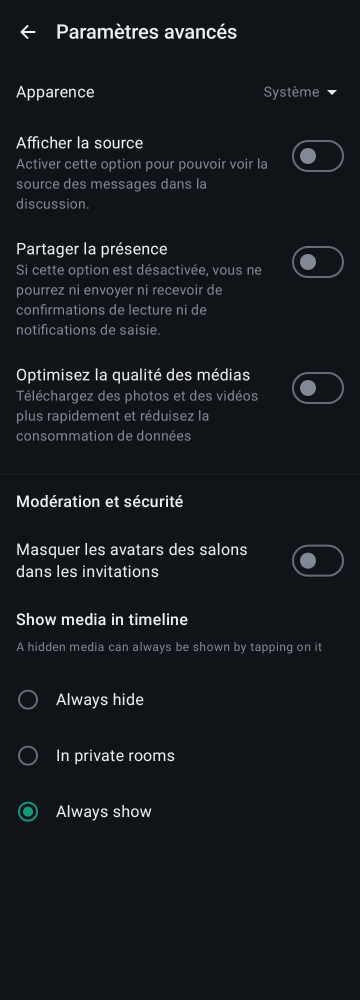 Paramètres avancés
Apparence
Système
Afficher la source
Activer cette option pour pouvoir voir la
source des messages dans la
discussion.
Partager la présence
Si cette option est désactivée, vous ne
pourrez ni envoyer ni recevoir de
confirmations de lecture ni de
notifications de saisie.
Optimisez la qualité des médias
Téléchargez des photos et des vidéos
plus rapidement et réduisez la
consommation de données
Modération et sécurité
Masquer les avatars des salons
dans les invitations
Show media in timeline
A hidden media can always be shown by tapping on it
Always hide
In private rooms
Always show